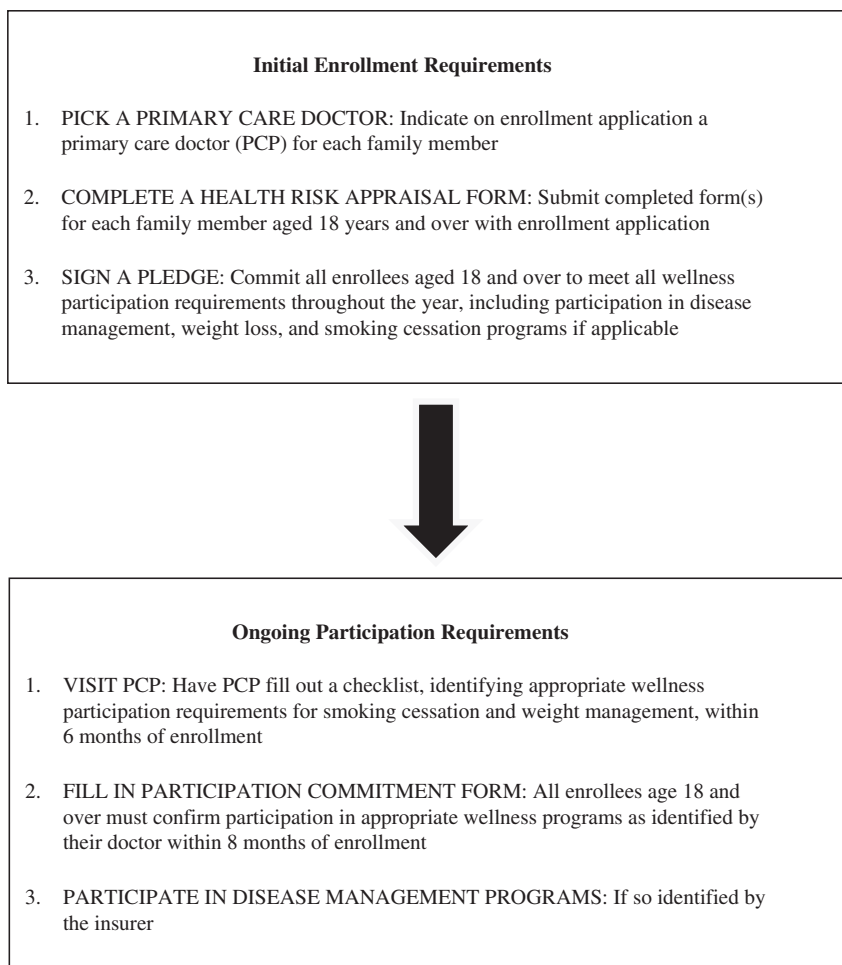 Initial Enrollment Requirements
1. PICK A PRIMARY CARE DOCTOR: Indicate on enrollment application a
primary care doctor (PCP) for each family member
2. COMPLETE A HEALTH RISK APPRAISAL FORM: Submit completed form(s)
for each family member aged 18 years and over with enrollment application
3. SIGN A PLEDGE: Commit all enrollees aged 18 and over to meet all wellness
participation requirements throughout the year, including participation in disease
management, weight loss, and smoking cessation programs if applicable
Ongoing Participation Requirements
1. VISIT PCP: Have PCP fill out a checklist, identifying appropriate wellness
participation requirements for smoking cessation and weight management, within
6 months of enrollment
2. FILL IN PARTICIPATION COMMITMENT FORM: All enrollees age 18 and
over must confirm participation in appropriate wellness programs as identified by
their doctor within 8 months of enrollment
3. PARTICIPATE IN DISEASE MANAGEMENT PROGRAMS: If so identified by
the insurer